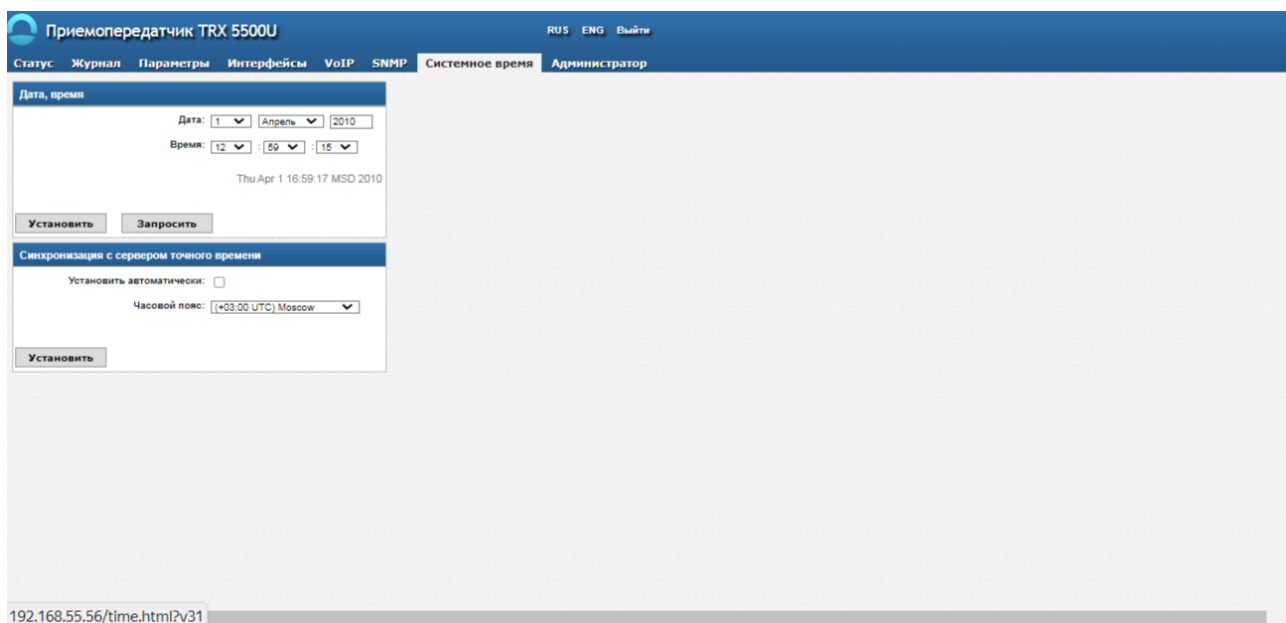 Приемопередатчик TRX 5500U
RUS ENG Выйти
Статус Журнал Параметры Интерфейсы VoIP SNMP Системное время Администратор
Дата, время
Дата: 1 Апрель 2010
Время: 12 : 59 : 15
Thu Apr 1 16:59:17 MSD 2010
Установить Запросить
Синхронизация с сервером точного времени
Установить автоматически:
Часовой пояс: (+03:00 UTC) Moscow
Установить
192.168.55.56/time.html?v31